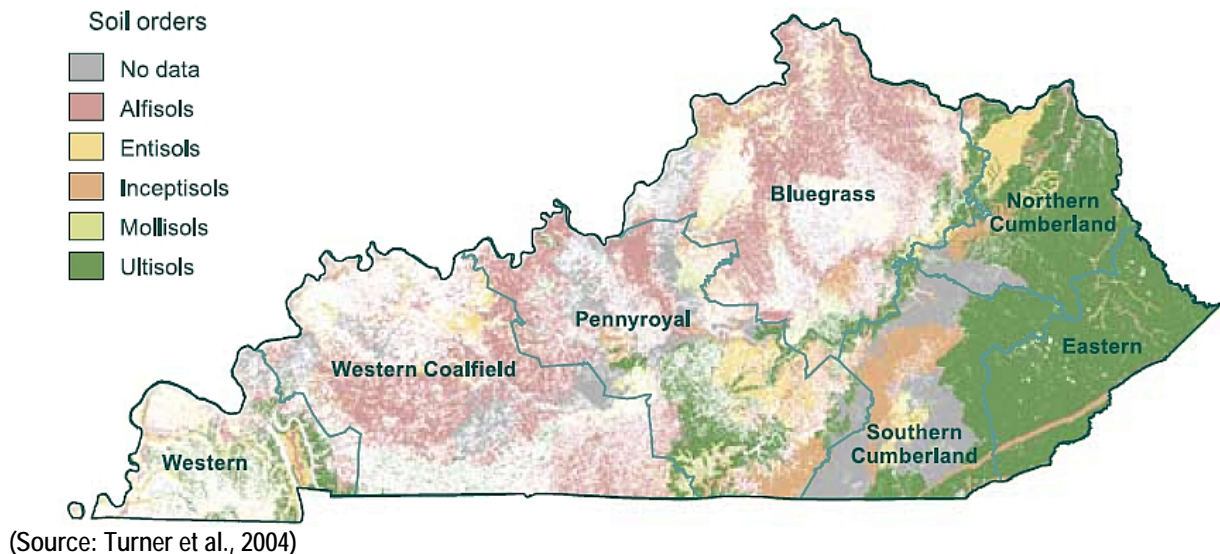 Soil orders
No data
Alfisols
Entisols
Inceptisols
Mollisols
Ultisols
Bluegrass
Northern
Cumberland
Pennyroyal
Eastern
Western Coalfield
Southern
Cumberland
Western
(Source: Turner et al., 2004)